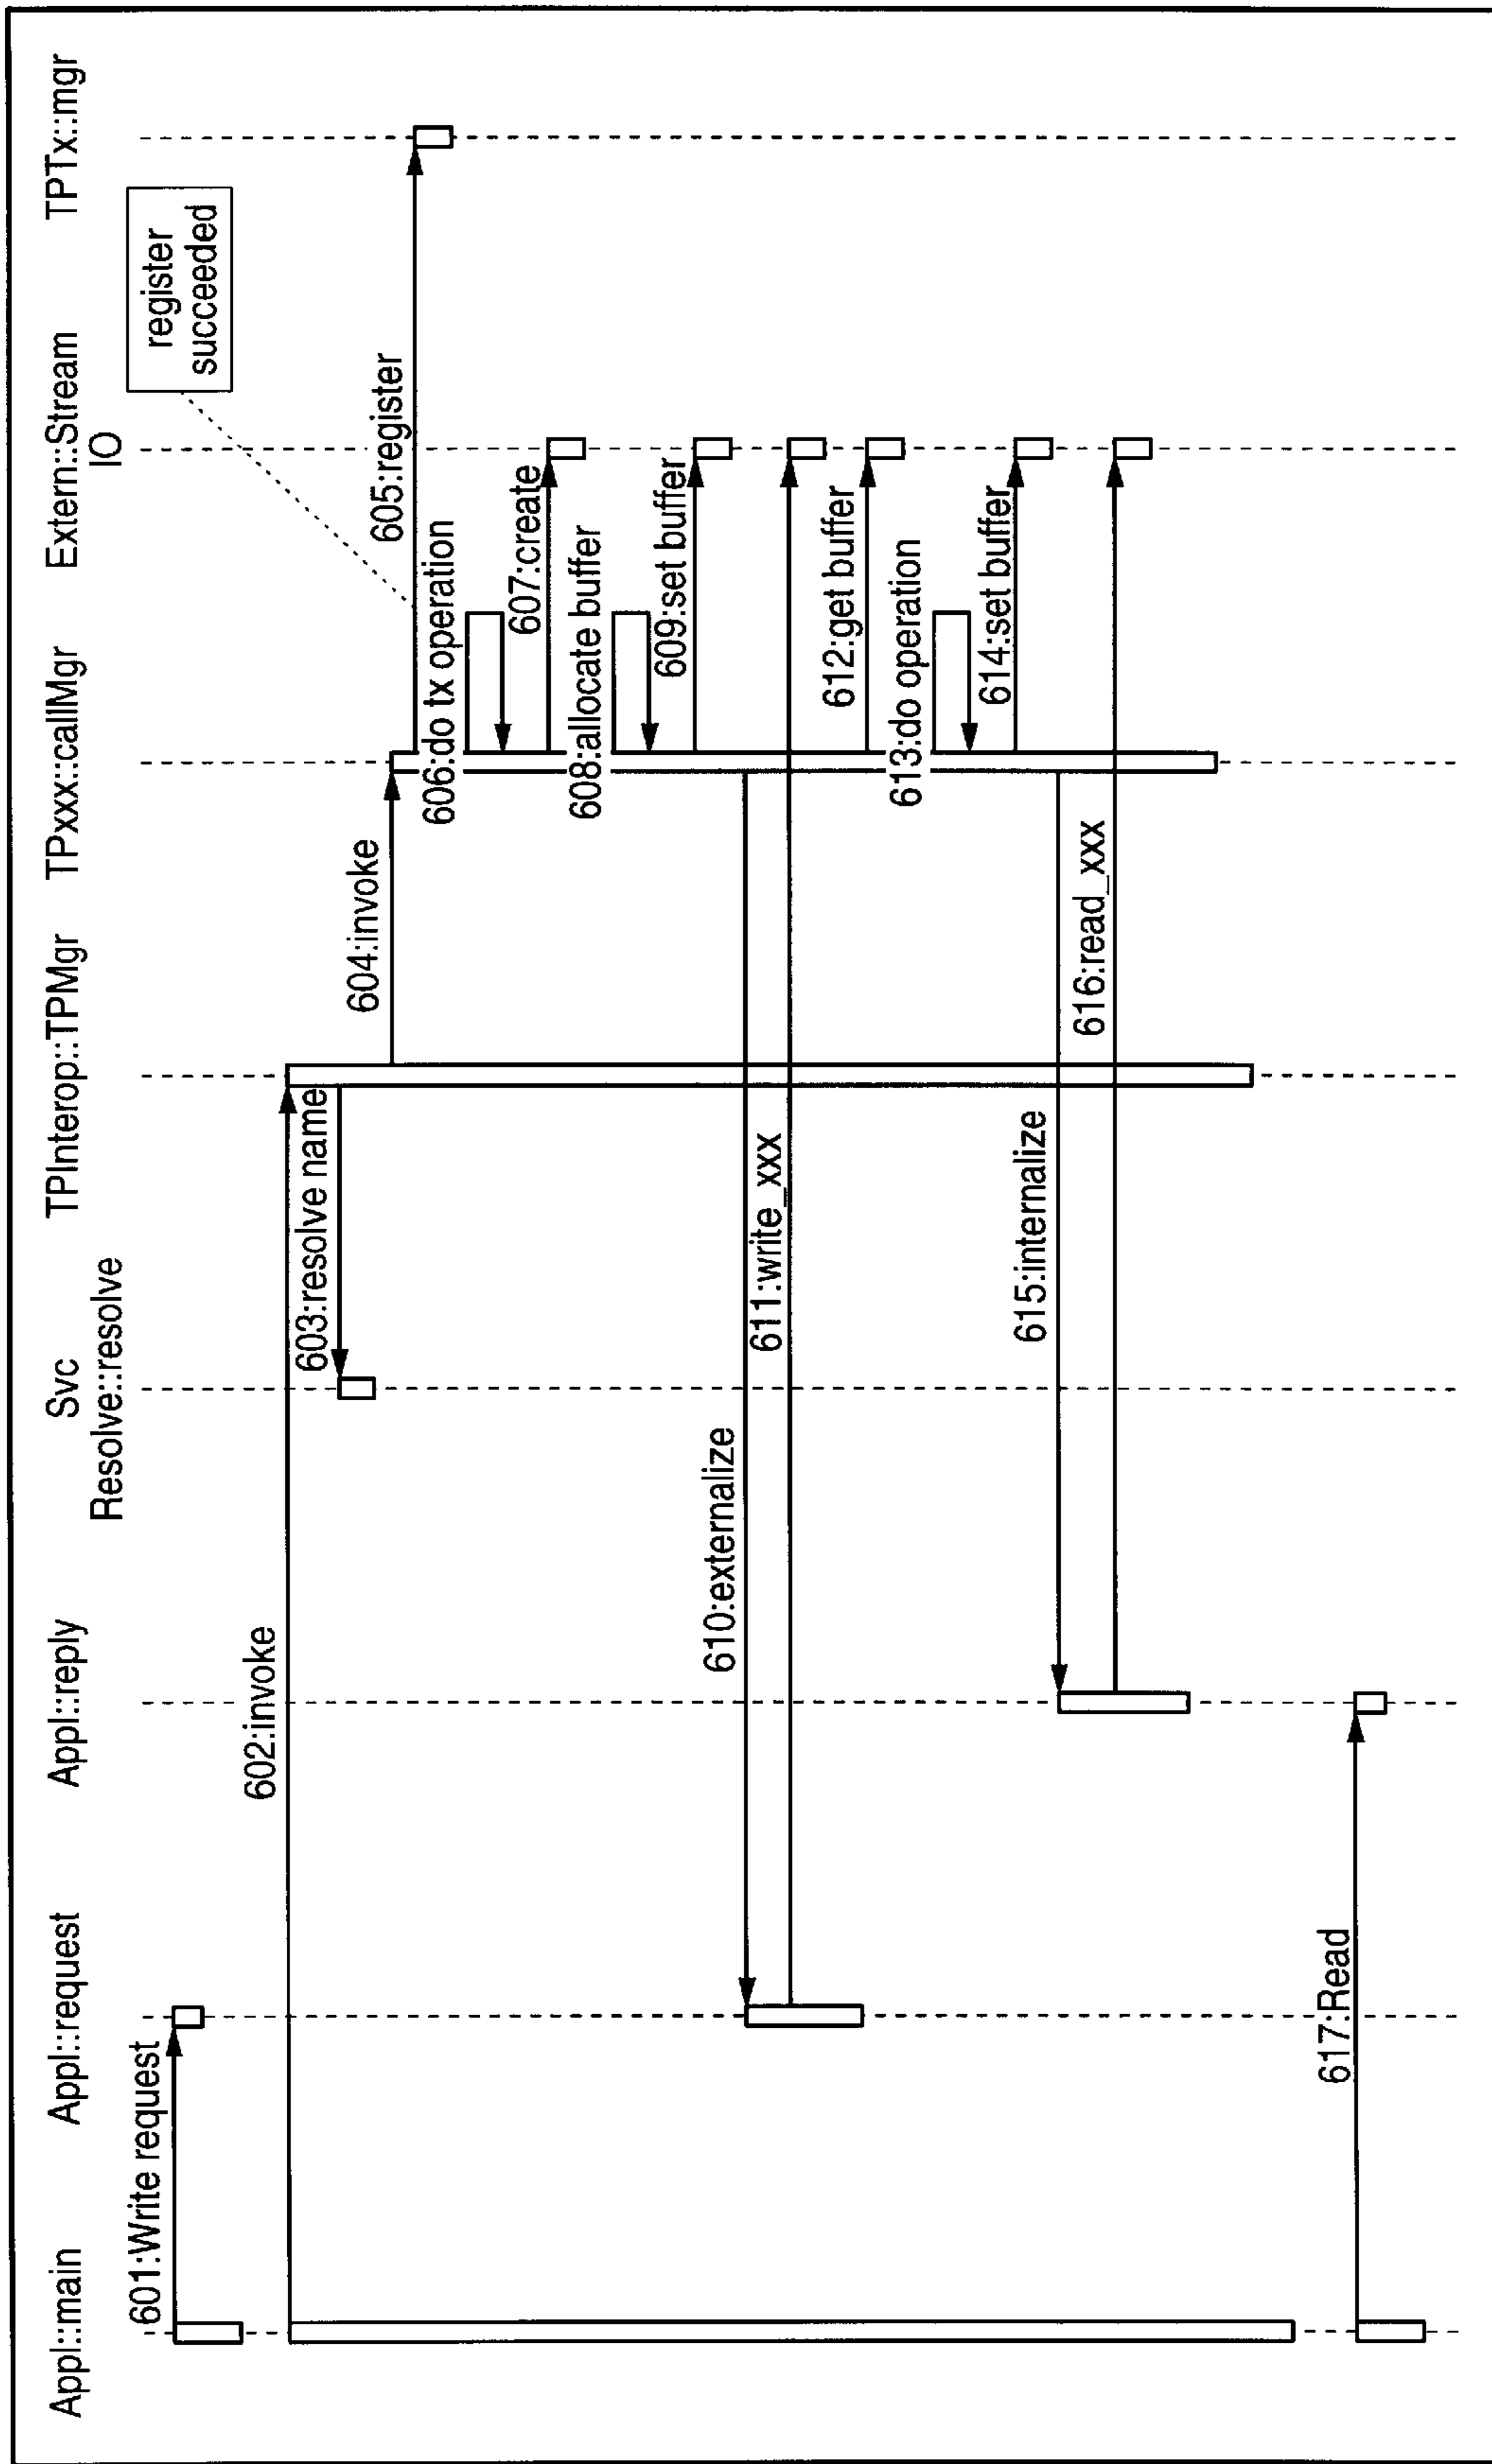 Appl::main
Appl::request
Appl::reply
Svc
Resolve::resolve
TPInterop::TPMgr
TPxxx::callMgr
Extern::Stream
IO
TPTx::mgr
601:Write request
register
succeeded
602:invoke
603:resolve name
604:invoke
605:register
606:do tx operation
607:create
608:allocate buffer
609:set buffer
610:externalize
611:write_xxx
612:get buffer
613:do operation
614:set buffer
615:internalize
616:read_xxx
617:Read